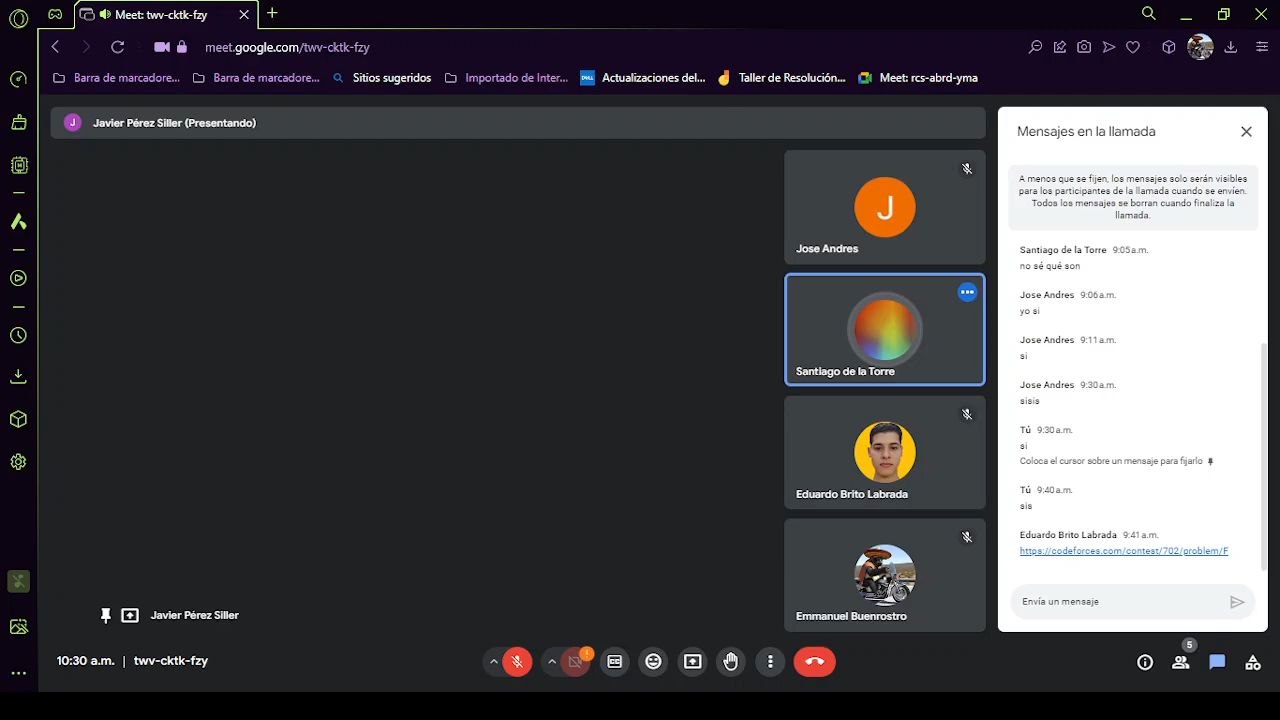 Meet: twv-cktk-fzy
meet.google.com/twv-cktk-fzy
Barra de marcadore...
Barra de marcadore...
Sitios sugeridos
Importado de Inter...
DELL
Actualizaciones del...
Taller de Resolución...
Meet: rcs-abrd-yma
J
Javier Pérez Siller (Presentando)
J
Jose Andres
Santiago de la Torre
Eduardo Brito Labrada
Emmanuel Buenrostro
Javier Pérez Siller
Mensajes en la llamada
A menos que se fijen, los mensajes solo serán visibles
para los participantes de la llamada cuando se envíen.
Todos los mensajes se borran cuando finaliza la
llamada.
Santiago de la Torre 9:05 a.m.
no sé qué son
Jose Andres 9:06 a.m.
yo si
Jose Andres 9:11 a.m.
si
Jose Andres 9:30 a.m.
sisis
Tú 9:30 a.m.
si
Coloca el cursor sobre un mensaje para fijarlo
Tú 9:40 a.m.
sis
Eduardo Brito Labrada 9:41 a.m.
https://codeforces.com/contest/702/problem/F
Envía un mensaje
10:30 a.m. | twv-cktk-fzy
5